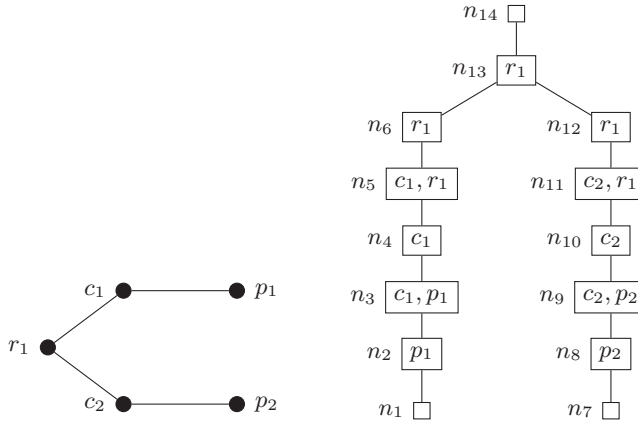 n₁₄
n₁₃ r₁
n₆ r₁ n₁₂ r₁
n₅ c₁, r₁ n₁₁ c₂, r₁
n₄ c₁ n₁₀ c₂
c₁ p₁ n₃ c₁, p₁ n₉ c₂, p₂
r₁ n₂ p₁ n₈ p₂
c₂ p₂ n₁ n₇